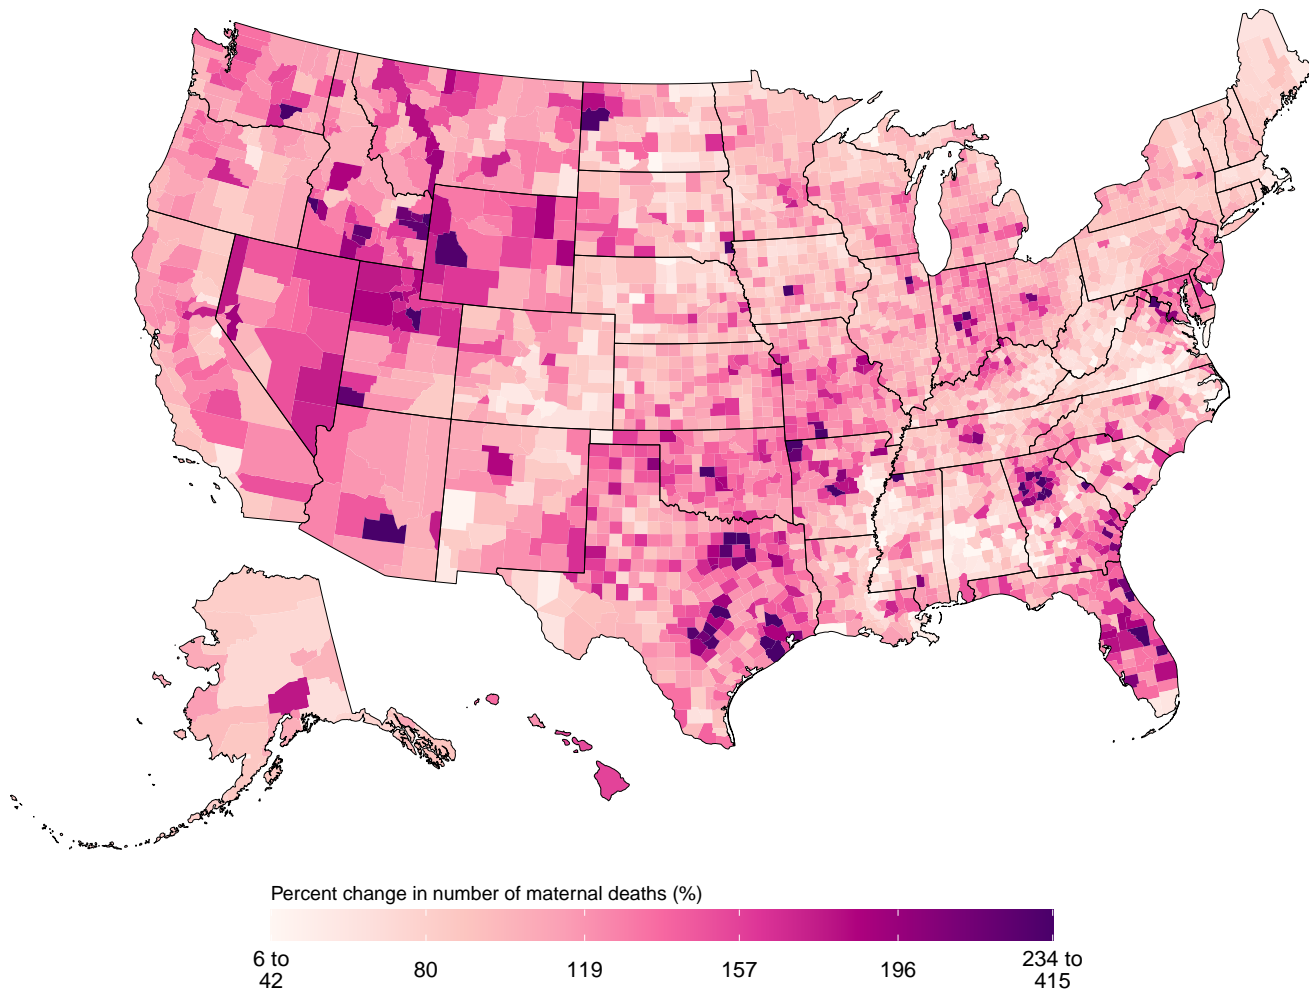 Percent change in number of maternal deaths (%)
6 to
42
80
119
157
196
234 to
415